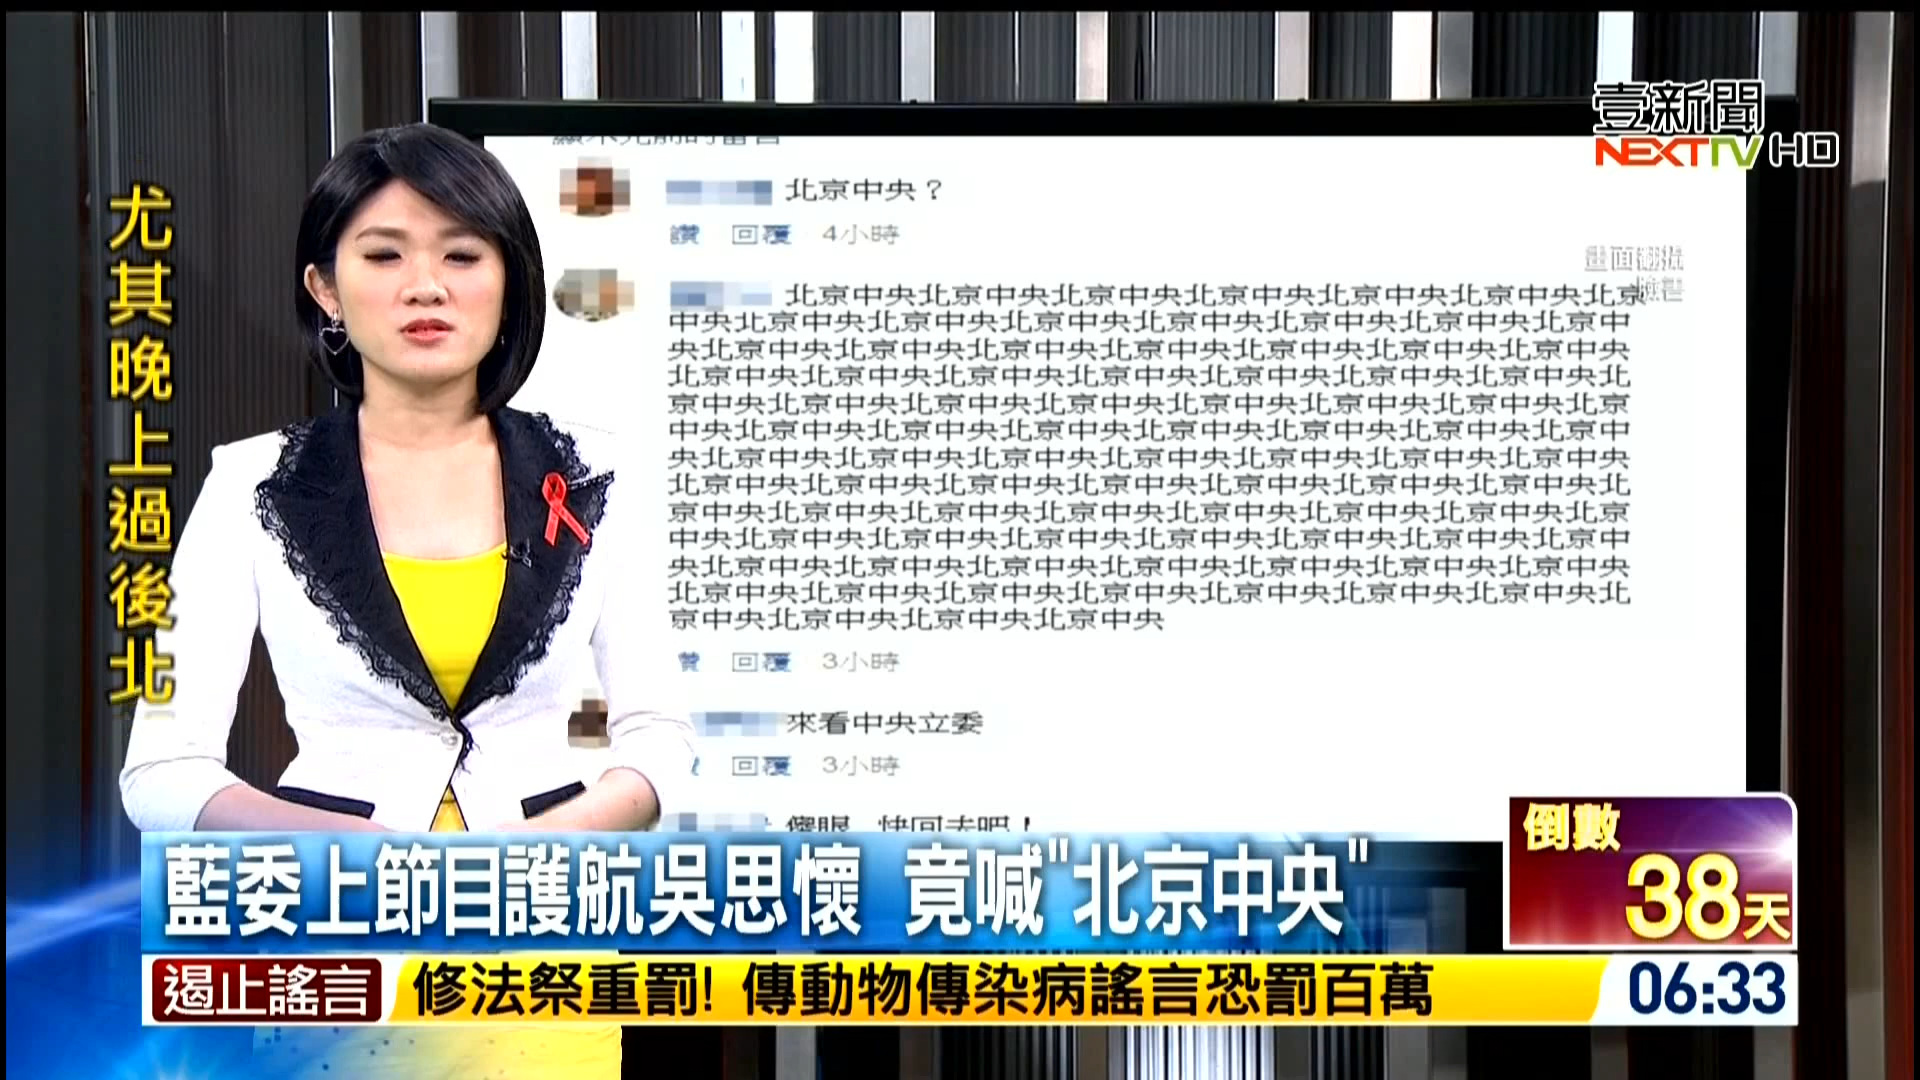 壹新聞
NEXTTV HD
尤其晚上過後北
北京中央？
讚 回覆 4小時
畫面翻攝
臉書
北京中央北京中央北京中央北京中央北京中央北京中央北京
中央北京中央北京中央北京中央北京中央北京中央北京中央北京中
央北京中央北京中央北京中央北京中央北京中央北京中央北京中央
北京中央北京中央北京中央北京中央北京中央北京中央北京中央北
京中央北京中央北京中央北京中央北京中央北京中央北京中央北京
中央北京中央北京中央北京中央北京中央北京中央北京中央北京中
央北京中央北京中央北京中央北京中央北京中央北京中央北京中央
北京中央北京中央北京中央北京中央北京中央北京中央北京中央北
京中央北京中央北京中央北京中央北京中央北京中央北京中央北京
中央北京中央北京中央北京中央北京中央北京中央北京中央北京中
央北京中央北京中央北京中央北京中央北京中央北京中央北京中央
北京中央北京中央北京中央北京中央北京中央北京中央北京中央北
京中央北京中央北京中央北京中央
回覆 3小時
來看中央立委
回覆 3小時
藍委上節目護航吳思懷 竟喊"北京中央"
倒數
38天
遏止謠言 修法祭重罰! 傳動物傳染病謠言恐罰百萬 06:33